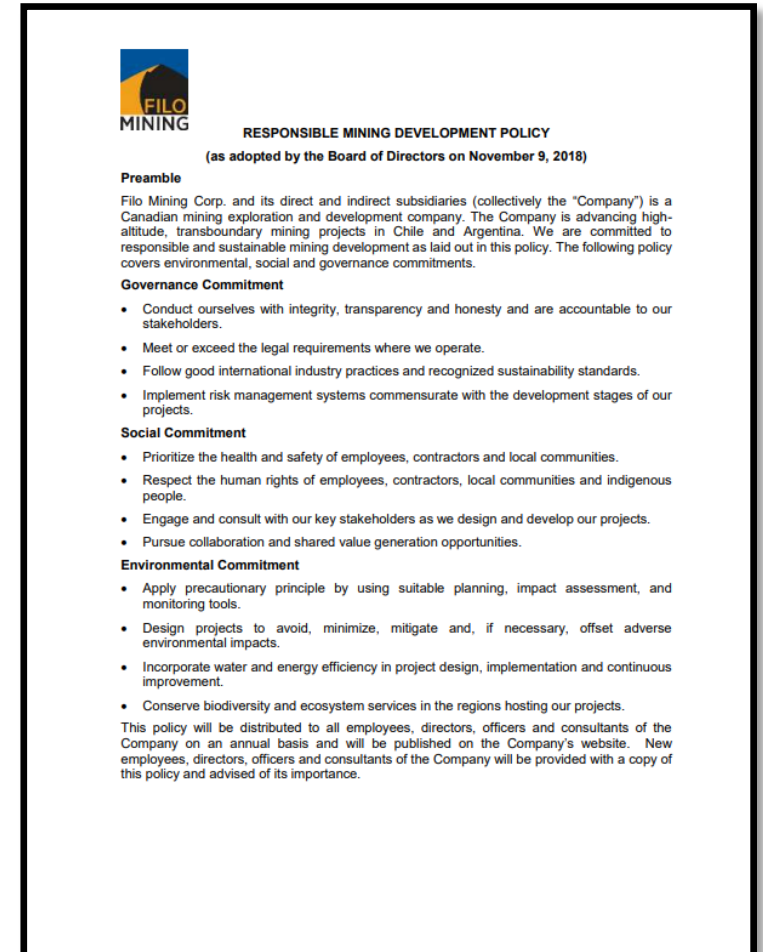 FILO
MINING
RESPONSIBLE MINING DEVELOPMENT POLICY
(as adopted by the Board of Directors on November 9, 2018)
Preamble
Filo Mining Corp. and its direct and indirect subsidiaries (collectively the “Company”) is a
Canadian mining exploration and development company. The Company is advancing high-
altitude, transboundary mining projects in Chile and Argentina. We are committed to
responsible and sustainable mining development as laid out in this policy. The following policy
covers environmental, social and governance commitments.
Governance Commitment
• Conduct ourselves with integrity, transparency and honesty and are accountable to our
stakeholders.
• Meet or exceed the legal requirements where we operate.
• Follow good international industry practices and recognized sustainability standards.
• Implement risk management systems commensurate with the development stages of our
projects.
Social Commitment
• Prioritize the health and safety of employees, contractors and local communities.
• Respect the human rights of employees, contractors, local communities and indigenous
people.
• Engage and consult with our key stakeholders as we design and develop our projects.
• Pursue collaboration and shared value generation opportunities.
Environmental Commitment
• Apply precautionary principle by using suitable planning, impact assessment, and
monitoring tools.
• Design projects to avoid, minimize, mitigate and, if necessary, offset adverse
environmental impacts.
• Incorporate water and energy efficiency in project design, implementation and continuous
improvement.
• Conserve biodiversity and ecosystem services in the regions hosting our projects.
This policy will be distributed to all employees, directors, officers and consultants of the
Company on an annual basis and will be published on the Company’s website. New
employees, directors, officers and consultants of the Company will be provided with a copy of
this policy and advised of its importance.